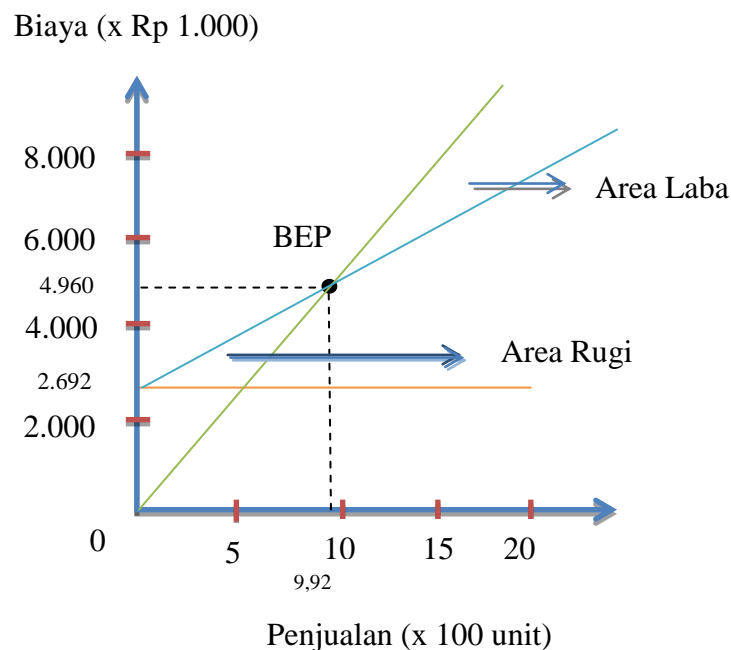 Biaya (x Rp 1.000)
8.000
Area Laba
6.000
BEP
4.960
4.000
Area Rugi
2.692
2.000
0
5
10
15
20
9,92
Penjualan (x 100 unit)